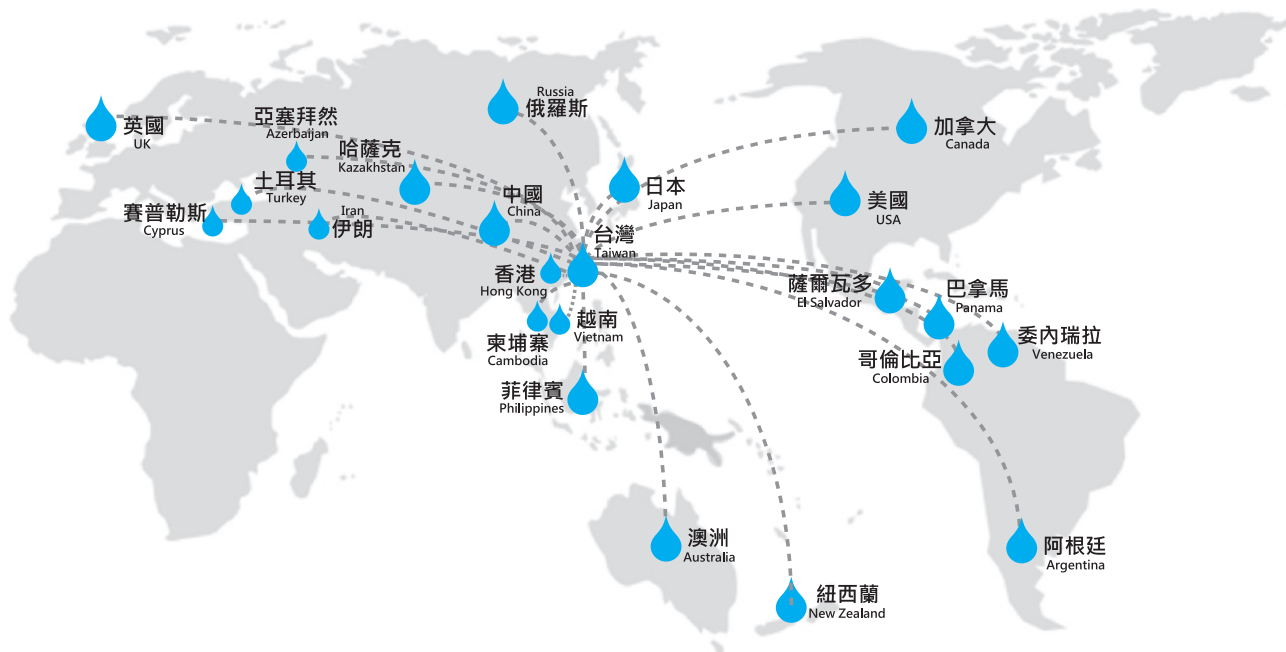 英國
UK
亞塞拜然
Azerbaijan
Russia
俄羅斯
哈薩克
Kazakhstan
土耳其
Turkey
賽普勒斯
Cyprus
Iran
伊朗
中國
China
日本
Japan
台灣
Taiwan
香港
Hong Kong
柬埔寨
Cambodia
越南
Vietnam
菲律賓
Philippines
加拿大
Canada
美國
USA
薩爾瓦多
El Salvador
巴拿馬
Panama
委內瑞拉
Venezuela
哥倫比亞
Colombia
澳洲
Australia
紐西蘭
New Zealand
阿根廷
Argentina